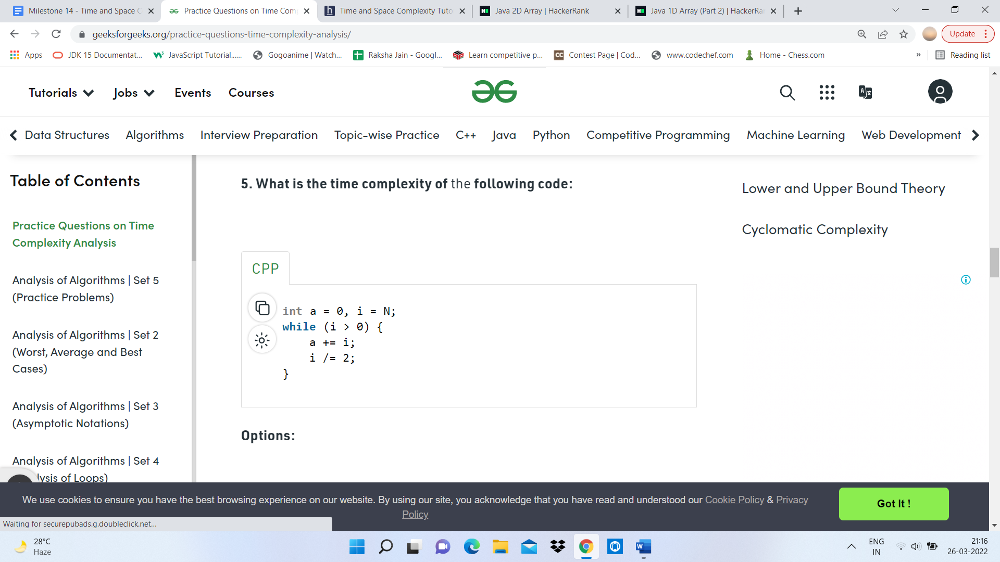 Milestone 14 - Time and Space C
Practice Questions on Time Com
Time and Space Complexity Tuto
Java 2D Array | HackerRank
Java 1D Array (Part 2) | HackerRa
geeksforgeeks.org/practice-questions-time-complexity-analysis/
Update
Apps
JDK 15 Documentat...
JavaScript Tutorial......
Gogoanime | Watch...
Raksha Jain - Googl...
Learn competitive p...
Contest Page | Cod...
www.codechef.com
Home - Chess.com
»
Reading list
Tutorials
Jobs
Events
Courses
Data Structures
Algorithms
Interview Preparation
Topic-wise Practice
C++
Java
Python
Competitive Programming
Machine Learning
Web Development
Table of Contents
Practice Questions on Time
Complexity Analysis
Analysis of Algorithms | Set 5
(Practice Problems)
Analysis of Algorithms | Set 2
(Worst, Average and Best
Cases)
Analysis of Algorithms | Set 3
(Asymptotic Notations)
Analysis of Algorithms | Set 4
lysis of Loops)
5. What is the time complexity of the following code:
CPP
int a = 0, i = N;
while (i > 0) {
a += i;
i /= 2;
}
Options:
Lower and Upper Bound Theory
Cyclomatic Complexity
We use cookies to ensure you have the best browsing experience on our website. By using our site, you acknowledge that you have read and understood our Cookie Policy & Privacy
Policy
Got It !
Waiting for securepubads.g.doubleclick.net...
28°C
Haze
ENG
IN
21:16
26-03-2022